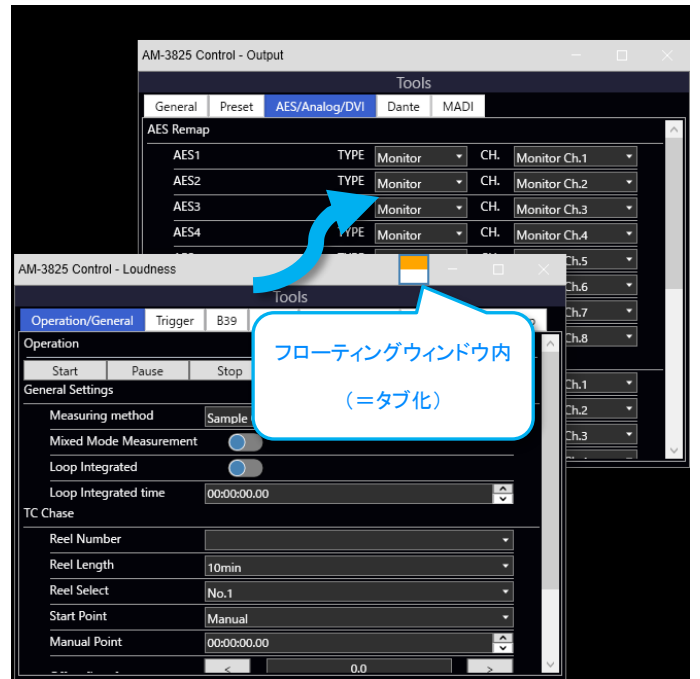 AM-3825 Control - Output
Tools
General Preset AES/Analog/DVI Dante MADI
AES Remap
AES1 TYPE Monitor CH. Monitor Ch.1
AES2 TYPE Monitor CH. Monitor Ch.2
AES3 Monitor CH. Monitor Ch.3
AES4 TYPE Monitor CH. Monitor Ch.4
Ch.5
Ch.6
Ch.7
Ch.8
Ch.1
Ch.2
Ch.3
AM-3825 Control - Loudness
Tools
Operation/General Trigger B39
Operation
Start Pause Stop
General Settings
Measuring method Sample
Mixed Mode Measurement
Loop Integrated
Loop Integrated time 00:00:00.00
TC Chase
Reel Number
Reel Length 10min
Reel Select No.1
Start Point Manual
Manual Point 00:00:00.00
< 0.0 >
フローティングウィンドウ内
（＝タブ化）